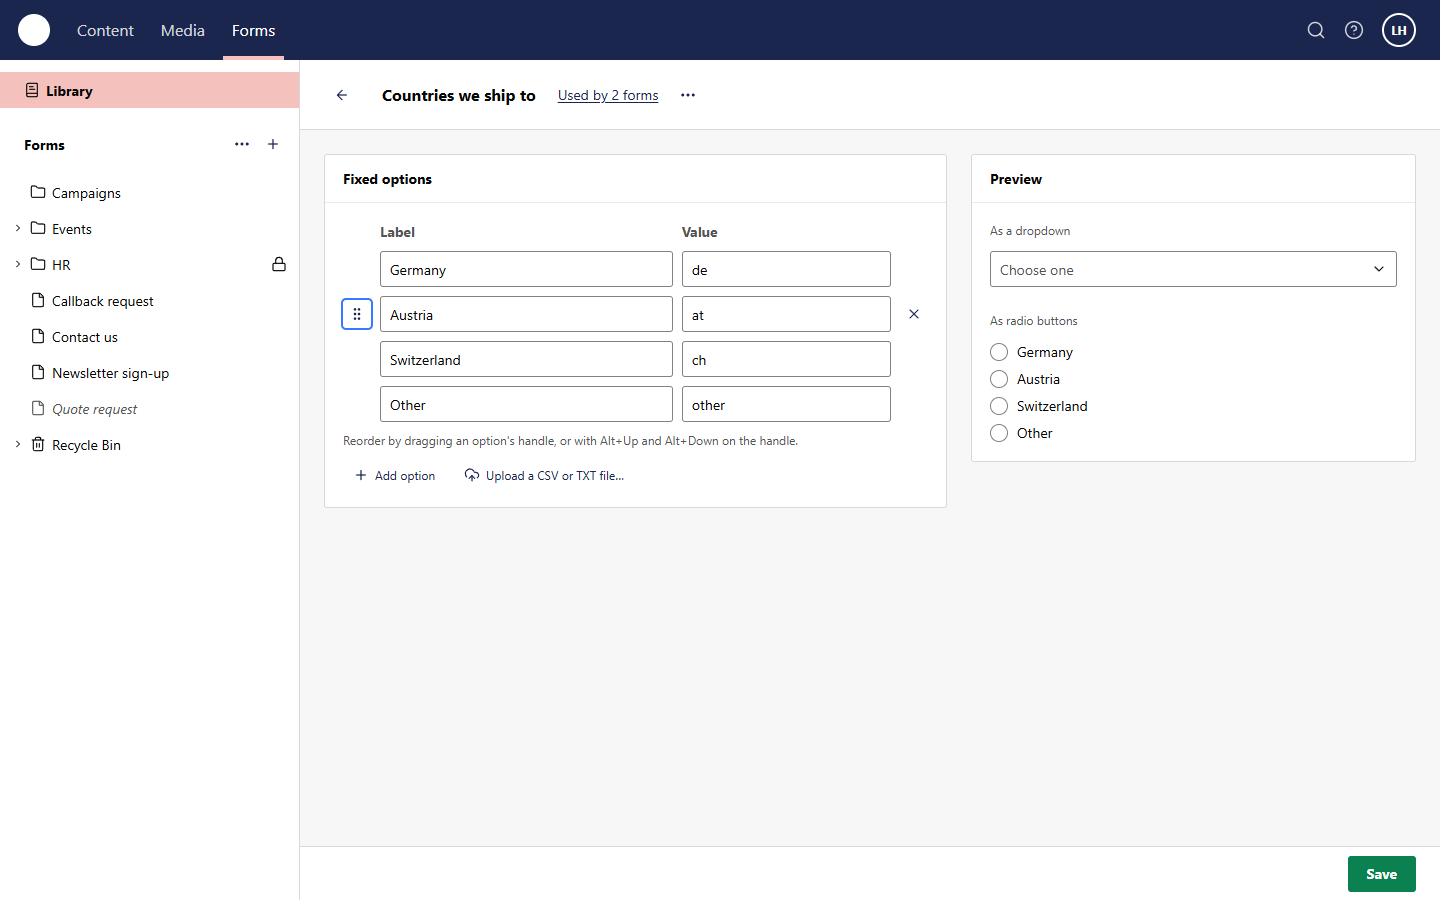 Content Media Forms
LH
Library
Forms
Campaigns
Events
HR
Callback request
Contact us
Newsletter sign-up
Quote request
Recycle Bin
Countries we ship to Used by 2 forms
Fixed options
Label Value
Germany de
Austria at
Switzerland ch
Other other
Reorder by dragging an option's handle, or with Alt+Up and Alt+Down on the handle.
Add option Upload a CSV or TXT file...
Preview
As a dropdown
Choose one
As radio buttons
Germany
Austria
Switzerland
Other
Save